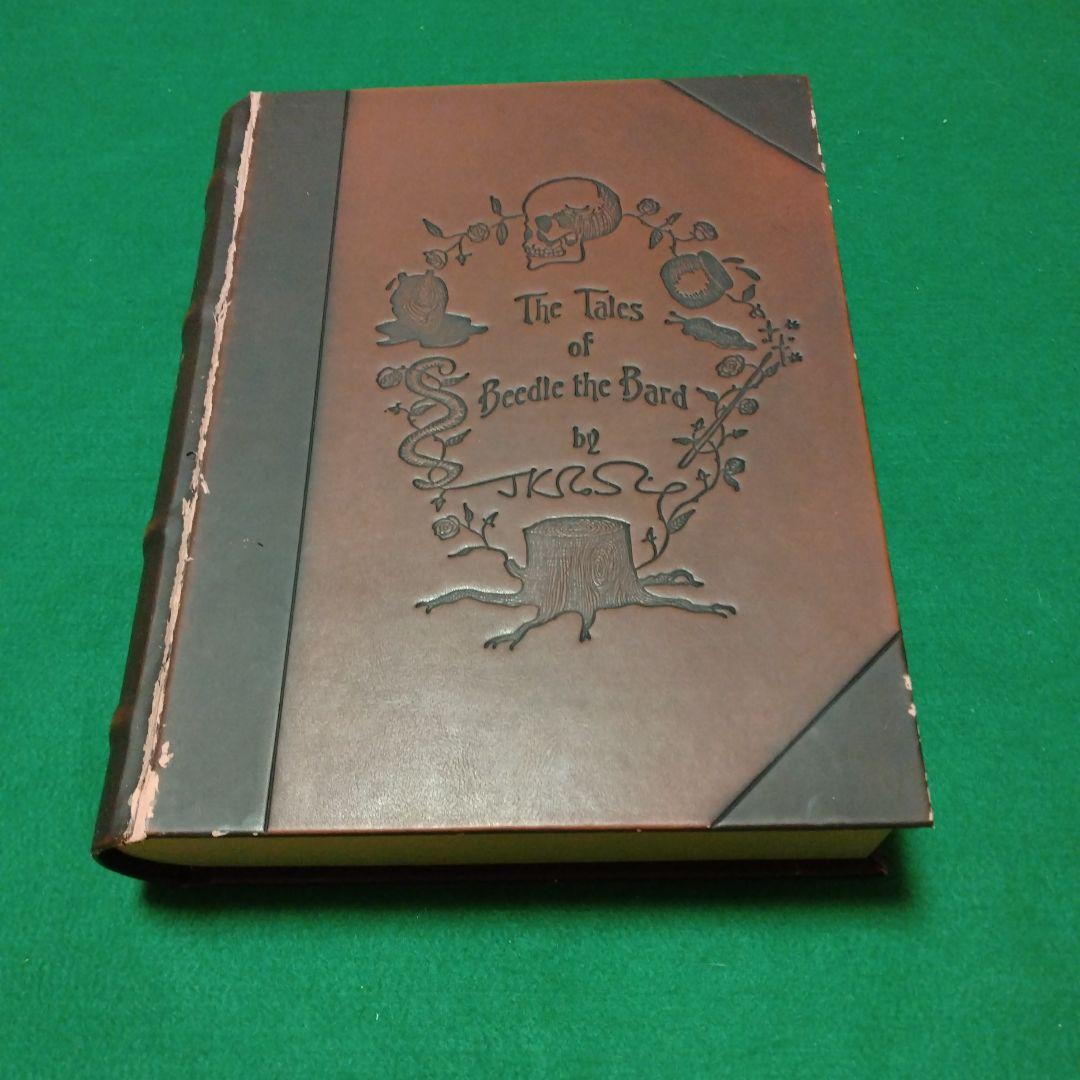 The Tales
of
Beedle the Bard
by